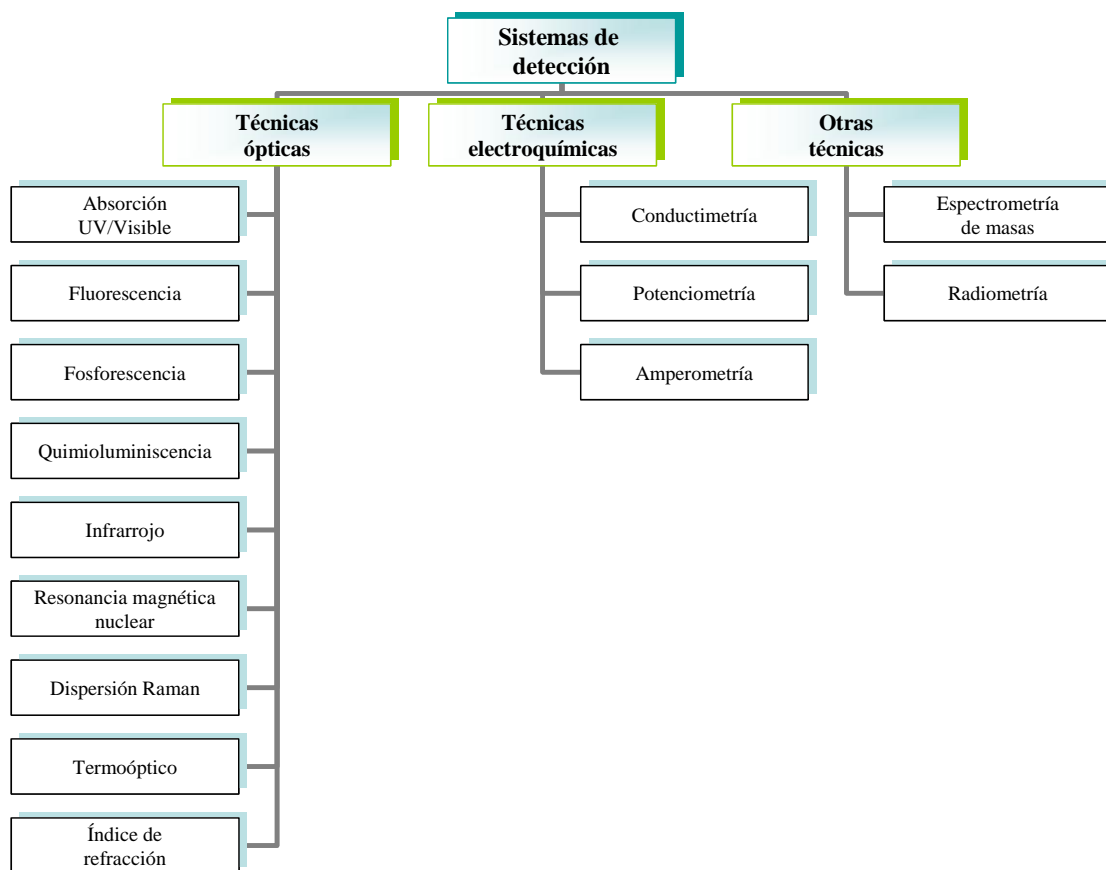 Sistemas de
detección
Técnicas
ópticas
Técnicas
electroquímicas
Otras
técnicas
Absorción
UV/Visible
Fluorescencia
Fosforescencia
Quimioluminiscencia
Infrarrojo
Resonancia magnética
nuclear
Dispersión Raman
Termoóptico
Índice de
refracción
Conductimetría
Potenciometría
Amperometría
Espectrometría
de masas
Radiometría